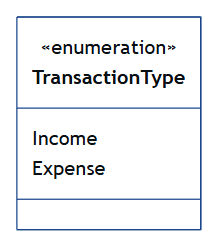 «enumeration»
TransactionType
Income
Expense